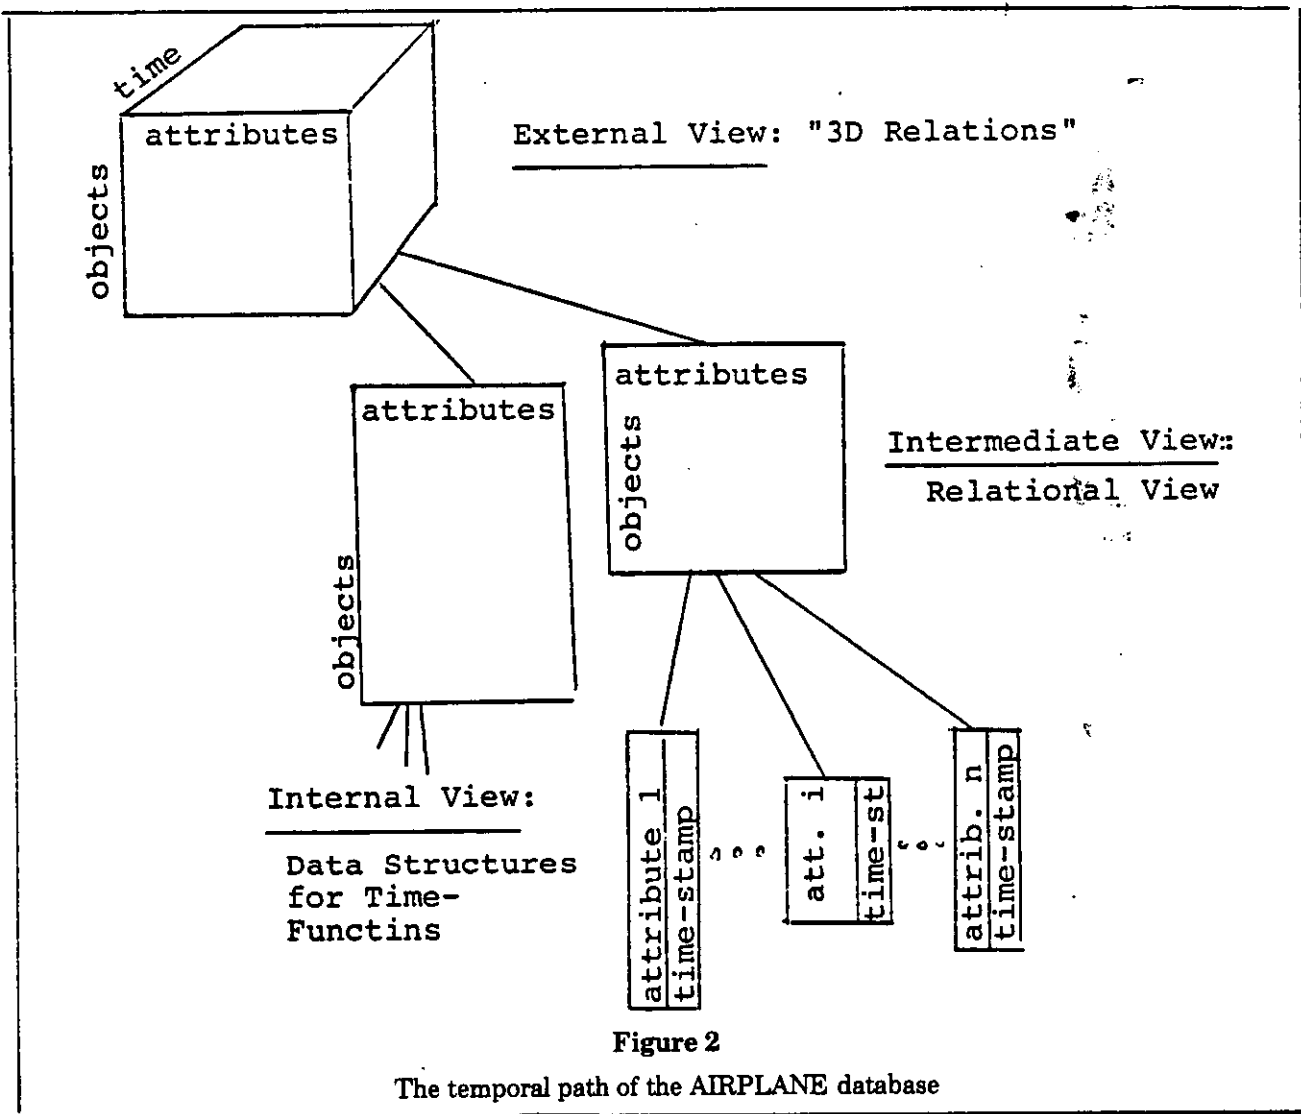 time
attributes
objects
External View: "3D Relations"
attributes
objects
attributes
objects
Intermediate View::
Relational View
Internal View:
Data Structures
for Time-
Functins
attribute 1
time-stamp
att. i
time-st
attrib. n
time-stamp
Figure 2
The temporal path of the AIRPLANE database